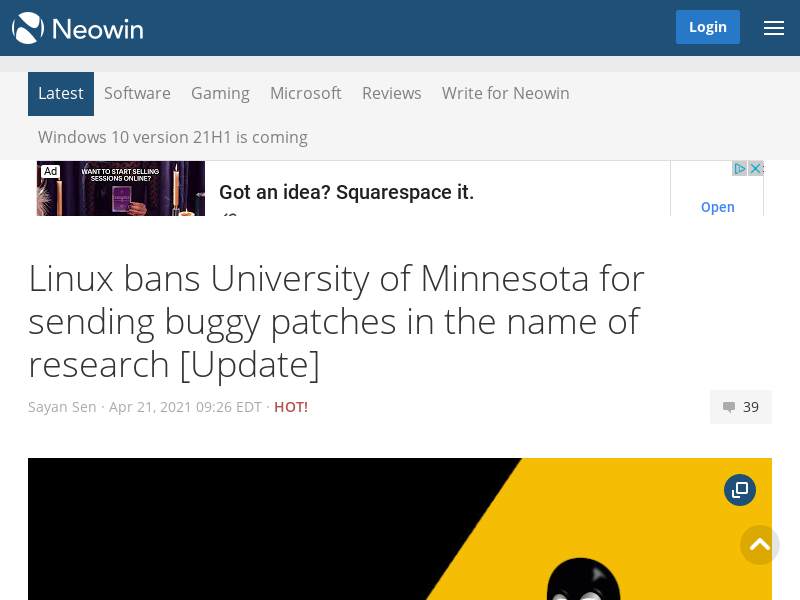 Neowin
Login
Latest Software Gaming Microsoft Reviews Write for Neowin
Windows 10 version 21H1 is coming
Ad
WANT TO START SELLING
SESSIONS ONLINE?
Got an idea? Squarespace it.
Open
Linux bans University of Minnesota for
sending buggy patches in the name of
research [Update]
Sayan Sen · Apr 21, 2021 09:26 EDT · HOT!
39